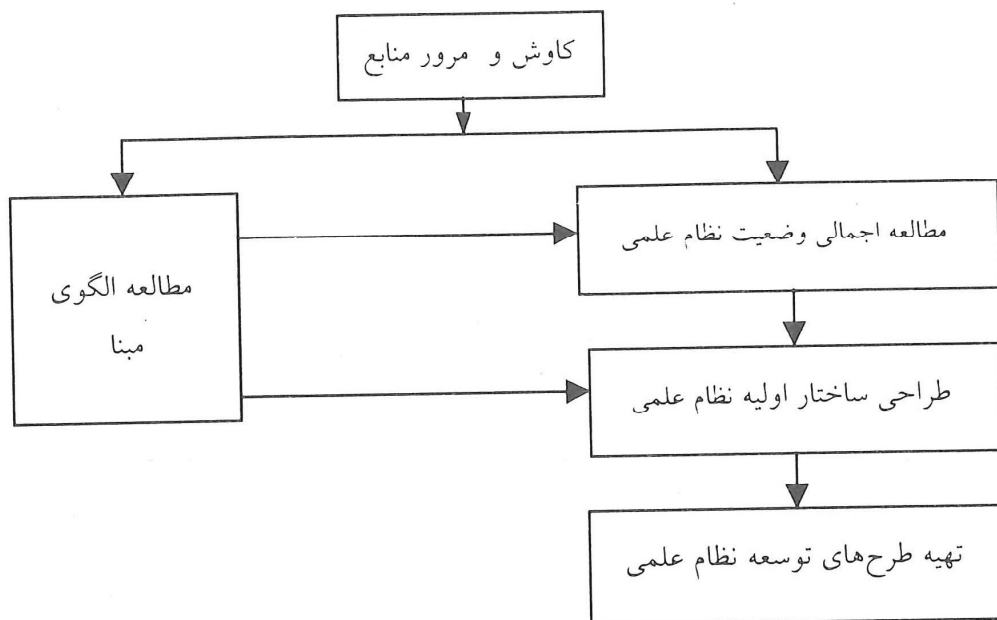 کاوش و مرور منابع
مطالعه اجمالی وضعیت نظام علمی
مطالعه الگوی
مبنا
طراحی ساختار اولیه نظام علمی
تهیه طرح‌های توسعه نظام علمی